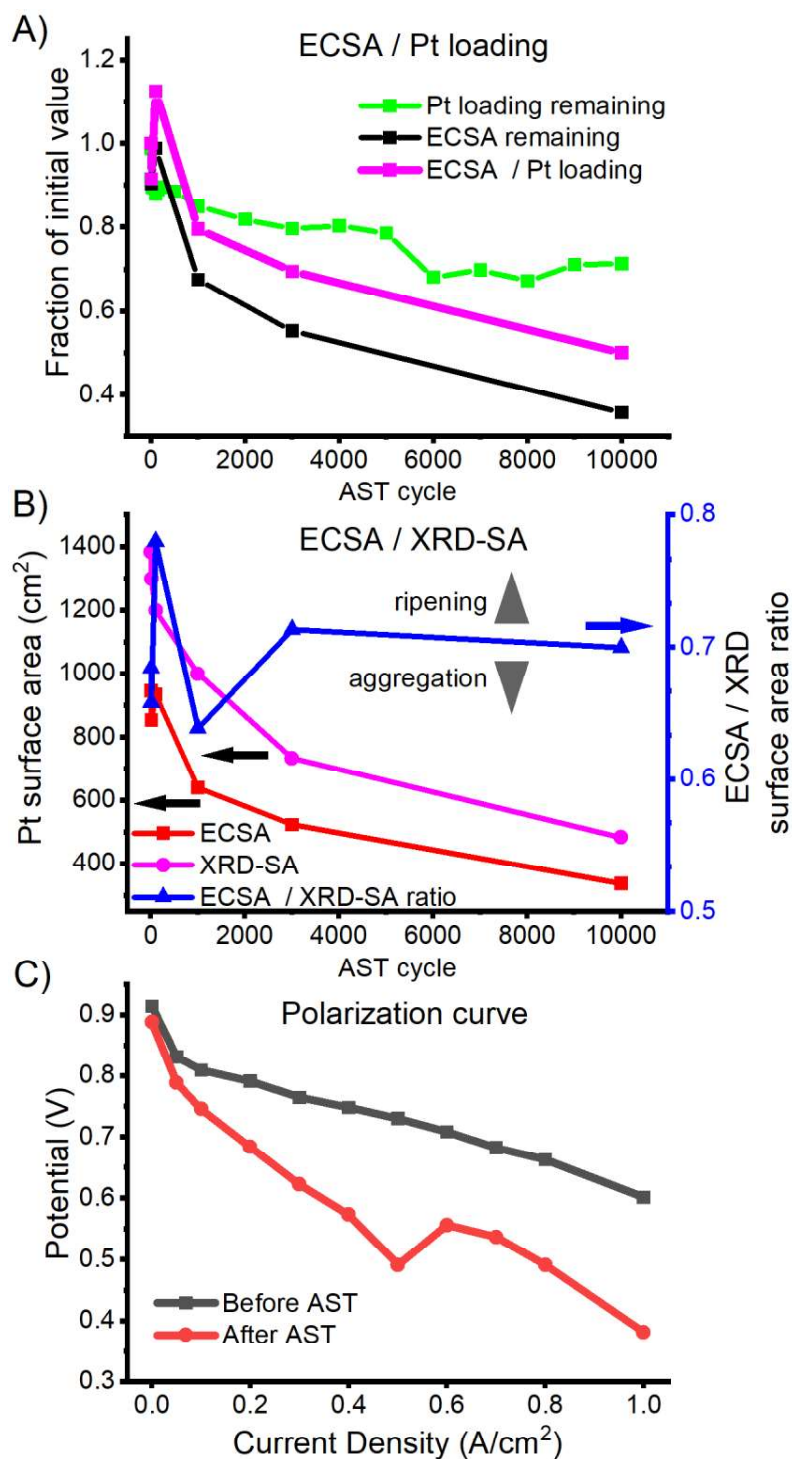 A)
ECSA / Pt loading
Fraction of initial value
1.2
1.0
0.8
0.6
0.4
Pt loading remaining
ECSA remaining
ECSA / Pt loading
0 2000 4000 6000 8000 10000
AST cycle
B)
ECSA / XRD-SA
Pt surface area (cm²)
1400
1200
1000
800
600
400
ripening
aggregation
ECSA
XRD-SA
ECSA / XRD-SA ratio
0.8
0.7
0.6
0.5
ECSA / XRD
surface area ratio
0 2000 4000 6000 8000 10000
AST cycle
C)
Polarization curve
Potential (V)
0.9
0.8
0.7
0.6
0.5
0.4
0.3
Before AST
After AST
0.0 0.2 0.4 0.6 0.8 1.0
Current Density (A/cm²)